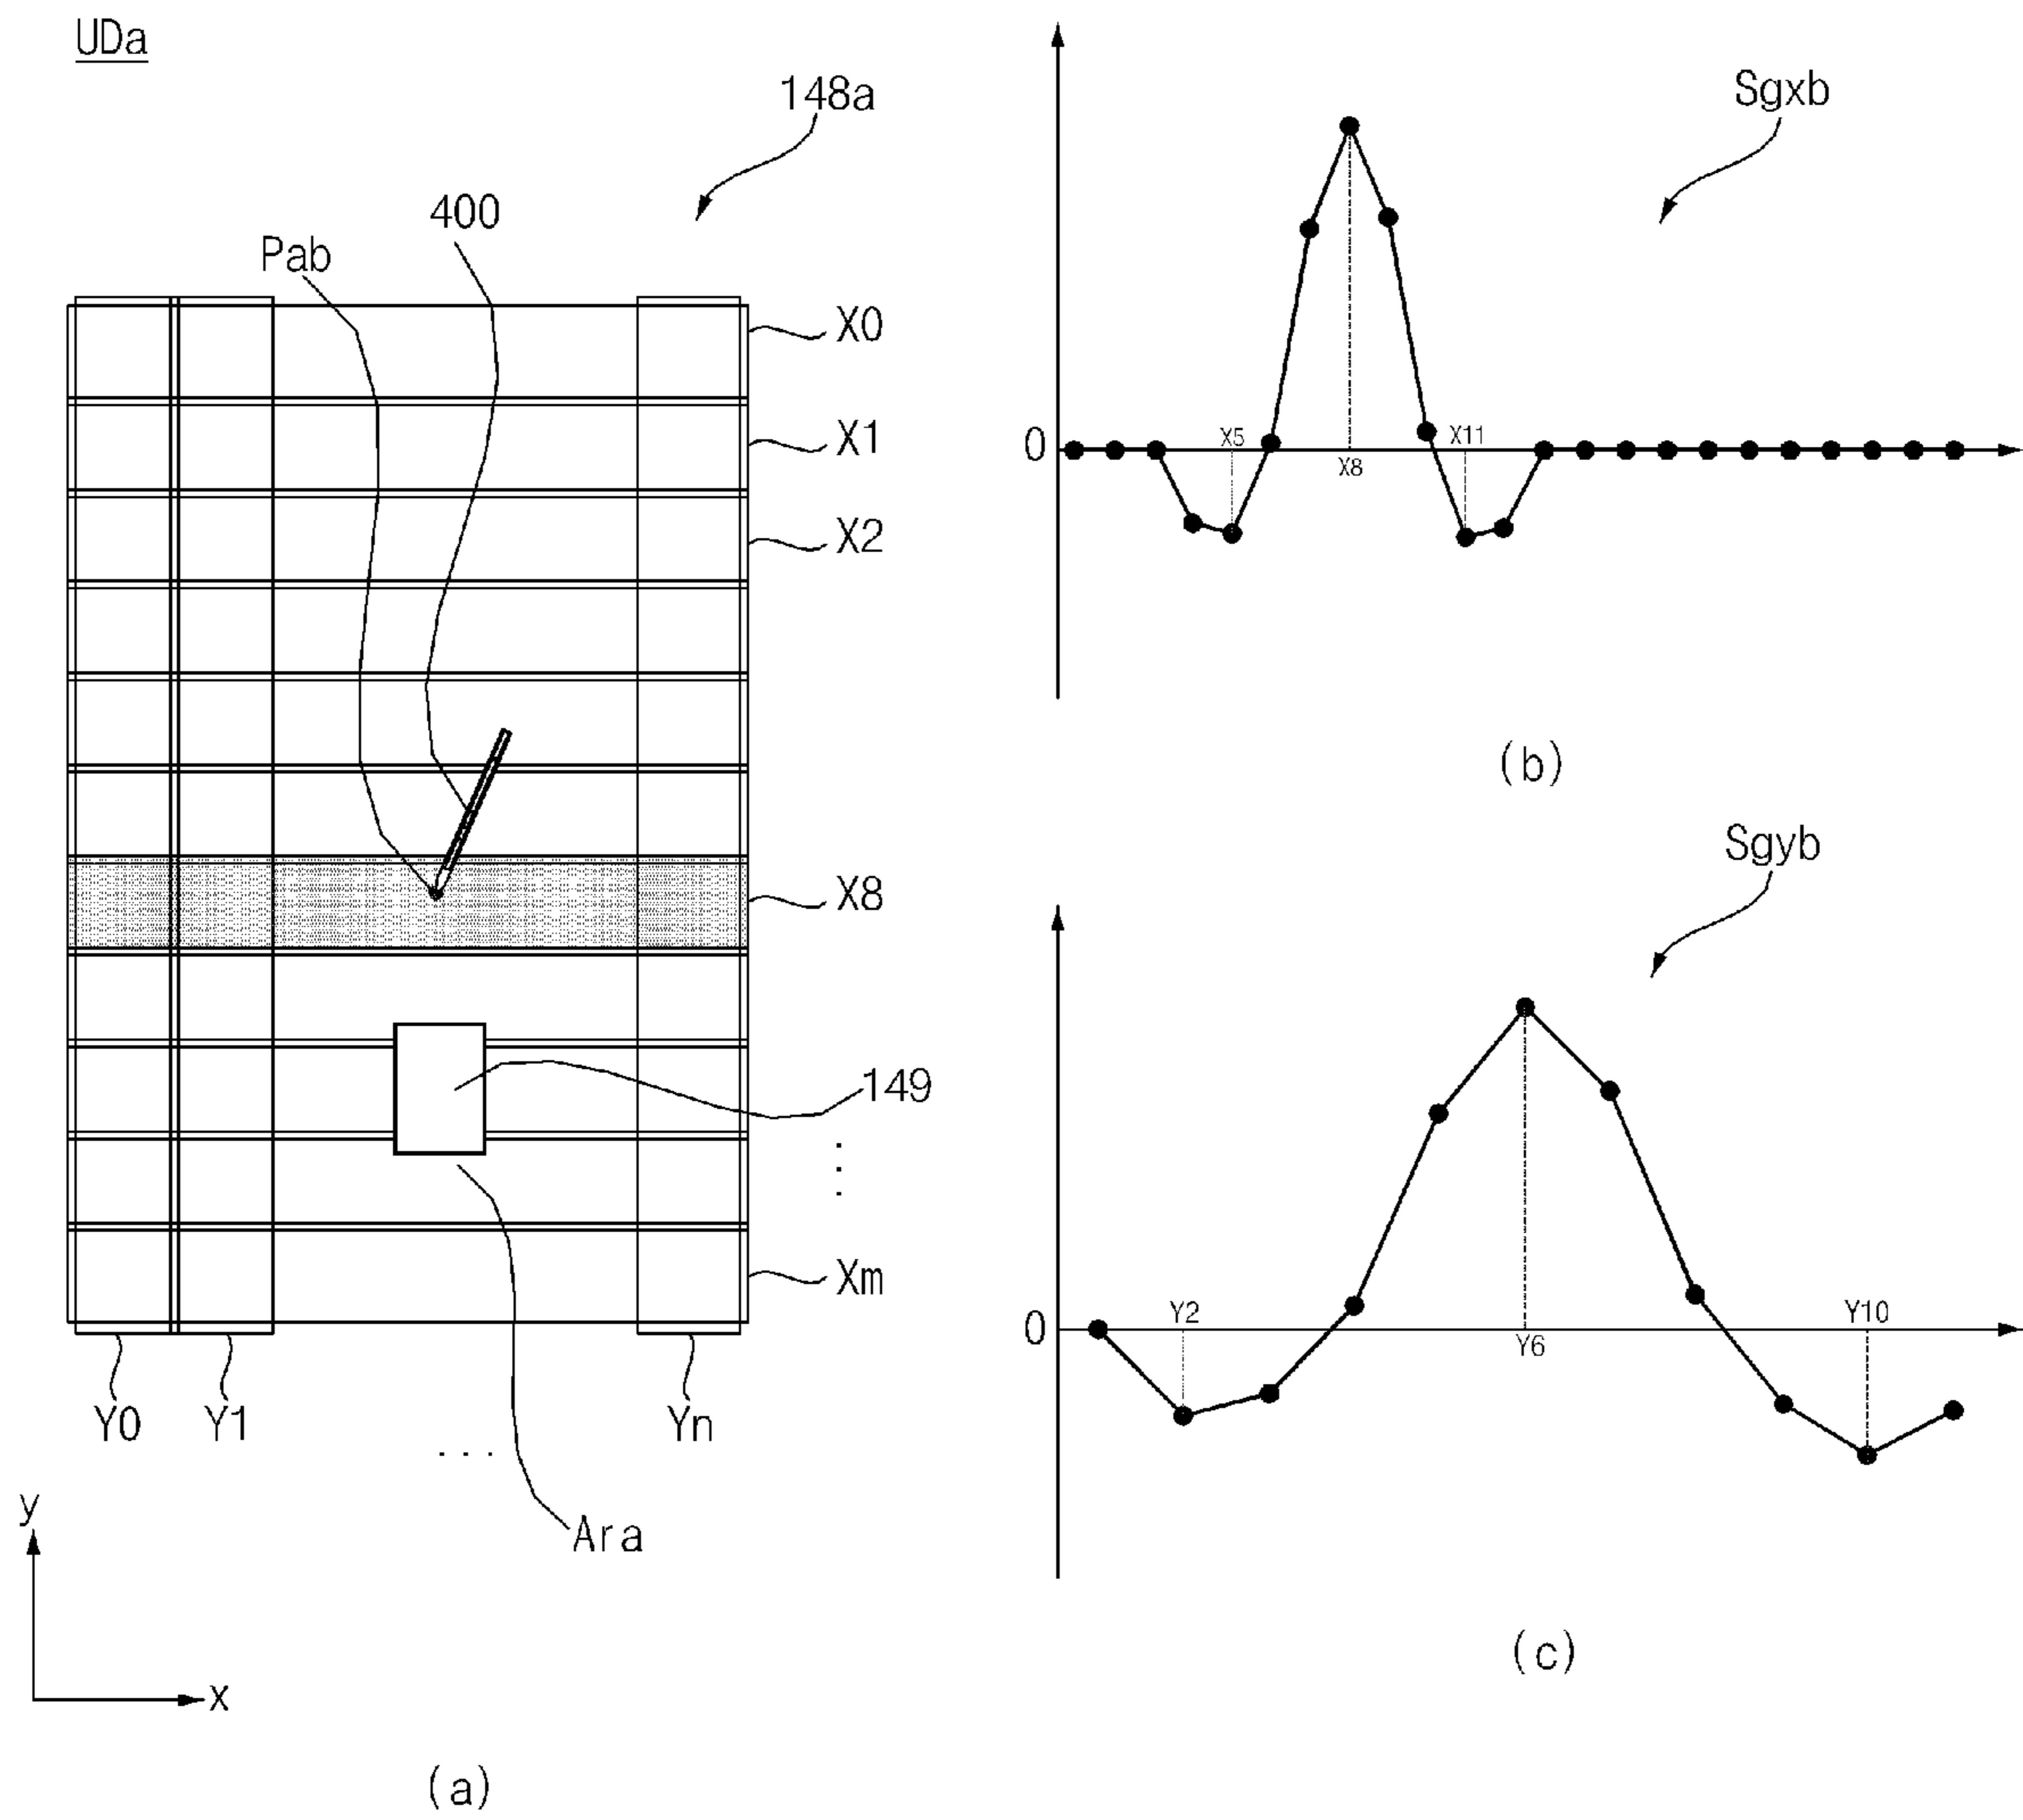 UDa
148a
400
Pab
X0
X1
X2
X8
149
Xm
Y0 Y1 ... Yn
Ara
y
x
(a)
Sgxb
0
X5
X8
X11
(b)
Sgyb
0
Y2
Y6
Y10
(c)